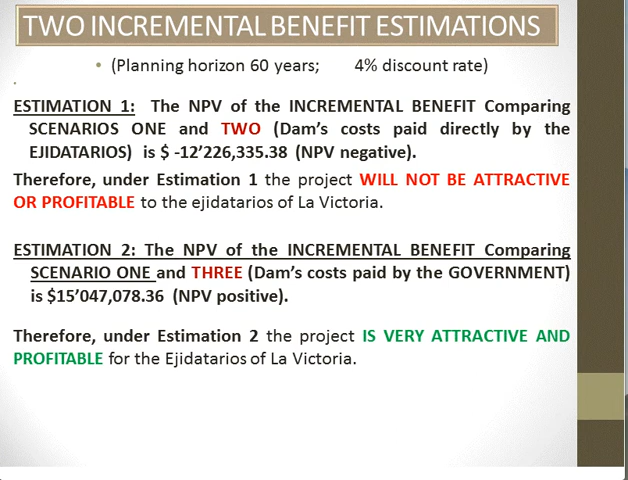 TWO INCREMENTAL BENEFIT ESTIMATIONS
• (Planning horizon 60 years; 4% discount rate)
ESTIMATION 1: The NPV of the INCREMENTAL BENEFIT Comparing
SCENARIOS ONE and TWO (Dam's costs paid directly by the
EJIDATARIOS) is $ -12'226,335.38 (NPV negative).
Therefore, under Estimation 1 the project WILL NOT BE ATTRACTIVE
OR PROFITABLE to the ejidatarios of La Victoria.
ESTIMATION 2: The NPV of the INCREMENTAL BENEFIT Comparing
SCENARIO ONE and THREE (Dam's costs paid by the GOVERNMENT)
is $15'047,078.36 (NPV positive).
Therefore, under Estimation 2 the project IS VERY ATTRACTIVE AND
PROFITABLE for the Ejidatarios of La Victoria.